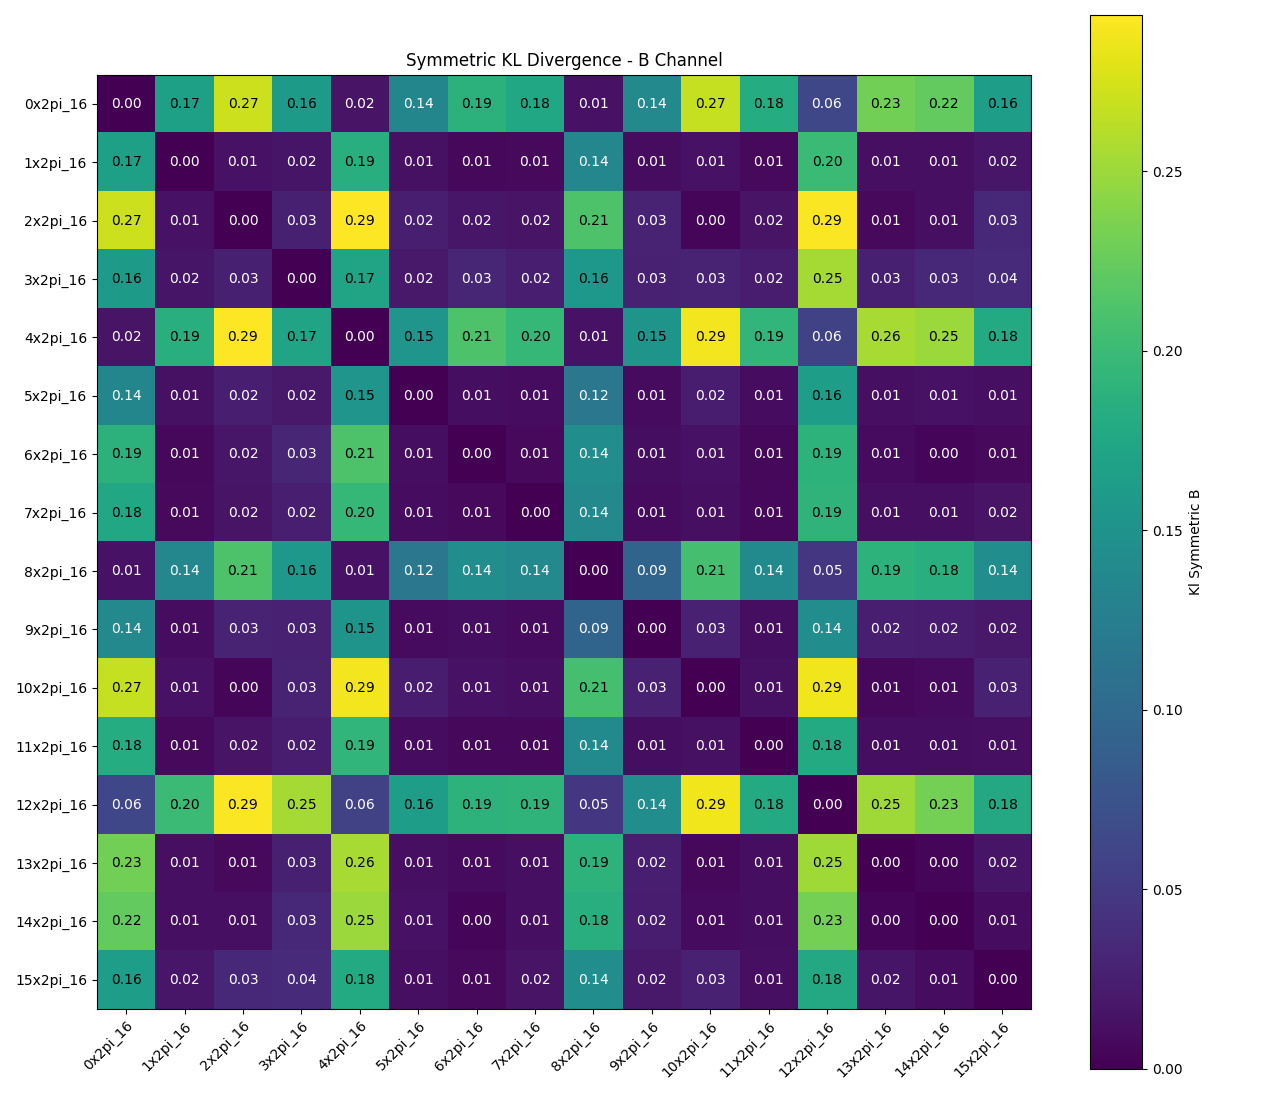 Symmetric KL Divergence - B Channel
0x2pi_16 0.00 0.17 0.27 0.16 0.02 0.14 0.19 0.18 0.01 0.14 0.27 0.18 0.06 0.23 0.22 0.16
1x2pi_16 0.17 0.00 0.01 0.02 0.19 0.01 0.01 0.01 0.14 0.01 0.01 0.01 0.20 0.01 0.01 0.02
2x2pi_16 0.27 0.01 0.00 0.03 0.29 0.02 0.02 0.02 0.21 0.03 0.00 0.02 0.29 0.01 0.01 0.03
3x2pi_16 0.16 0.02 0.03 0.00 0.17 0.02 0.03 0.02 0.16 0.03 0.03 0.02 0.25 0.03 0.03 0.04
4x2pi_16 0.02 0.19 0.29 0.17 0.00 0.15 0.21 0.20 0.01 0.15 0.29 0.19 0.06 0.26 0.25 0.18
5x2pi_16 0.14 0.01 0.02 0.02 0.15 0.00 0.01 0.01 0.12 0.01 0.02 0.01 0.16 0.01 0.01 0.01
6x2pi_16 0.19 0.01 0.02 0.03 0.21 0.01 0.00 0.01 0.14 0.01 0.01 0.01 0.19 0.01 0.00 0.01
7x2pi_16 0.18 0.01 0.02 0.02 0.20 0.01 0.01 0.00 0.14 0.01 0.01 0.01 0.19 0.01 0.01 0.02
8x2pi_16 0.01 0.14 0.21 0.16 0.01 0.12 0.14 0.14 0.00 0.09 0.21 0.14 0.05 0.19 0.18 0.14
9x2pi_16 0.14 0.01 0.03 0.03 0.15 0.01 0.01 0.01 0.09 0.00 0.03 0.01 0.14 0.02 0.02 0.02
10x2pi_16 0.27 0.01 0.00 0.03 0.29 0.02 0.01 0.01 0.21 0.03 0.00 0.01 0.29 0.01 0.01 0.03
11x2pi_16 0.18 0.01 0.02 0.02 0.19 0.01 0.01 0.01 0.14 0.01 0.01 0.00 0.18 0.01 0.01 0.01
12x2pi_16 0.06 0.20 0.29 0.25 0.06 0.16 0.19 0.19 0.05 0.14 0.29 0.18 0.00 0.25 0.23 0.18
13x2pi_16 0.23 0.01 0.01 0.03 0.26 0.01 0.01 0.01 0.19 0.02 0.01 0.01 0.25 0.00 0.00 0.02
14x2pi_16 0.22 0.01 0.01 0.03 0.25 0.01 0.00 0.01 0.18 0.02 0.01 0.01 0.23 0.00 0.00 0.01
15x2pi_16 0.16 0.02 0.03 0.04 0.18 0.01 0.01 0.02 0.14 0.02 0.03 0.01 0.18 0.02 0.01 0.00
0x2pi_16 1x2pi_16 2x2pi_16 3x2pi_16 4x2pi_16 5x2pi_16 6x2pi_16 7x2pi_16 8x2pi_16 9x2pi_16 10x2pi_16 11x2pi_16 12x2pi_16 13x2pi_16 14x2pi_16 15x2pi_16
0.25
0.20
0.15
0.10
0.05
0.00
Kl Symmetric B